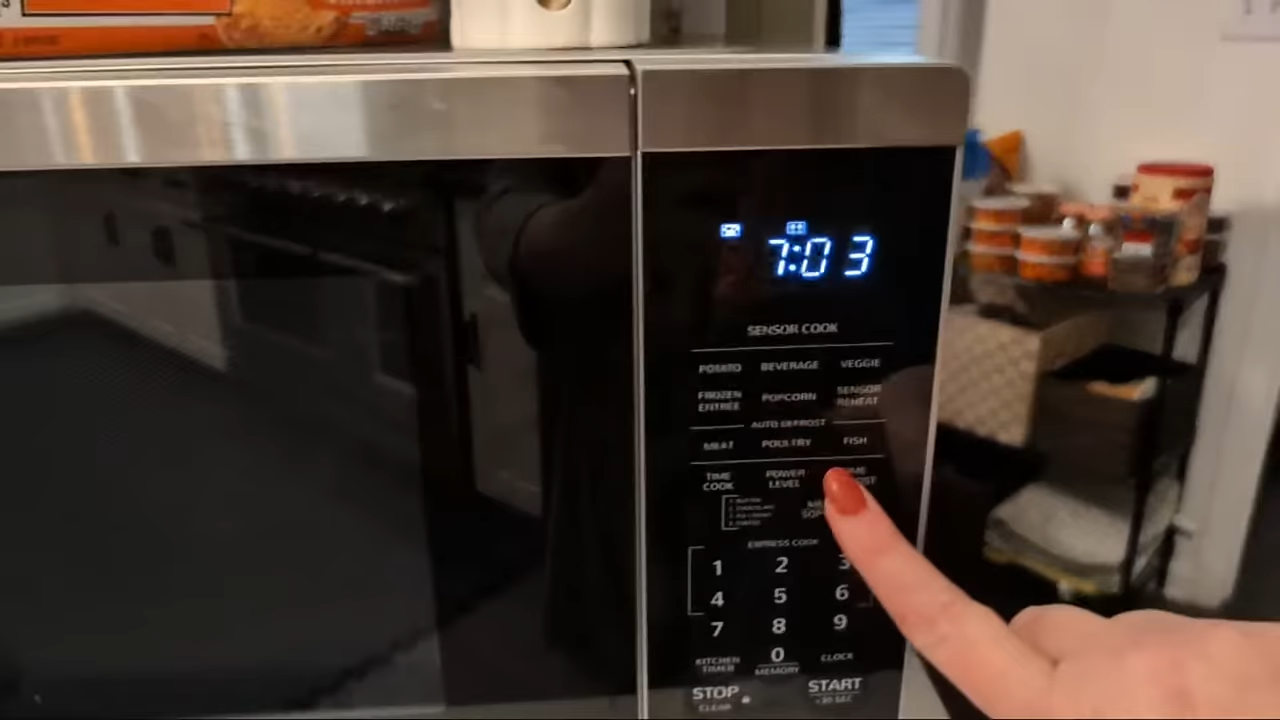 7:03
SENSOR COOK
POTATO BEVERAGE VEGGIE
FROZEN ENTRÉE POPCORN SENSOR REHEAT
AUTO DEFROST
MEAT POULTRY FISH
TIME COOK POWER LEVEL
EXPRESS COOK
1 2 3
4 5 6
7 8 9
KITCHEN TIMER 0 CLOCK
MEMORY
STOP START
CLEAR +30 SEC